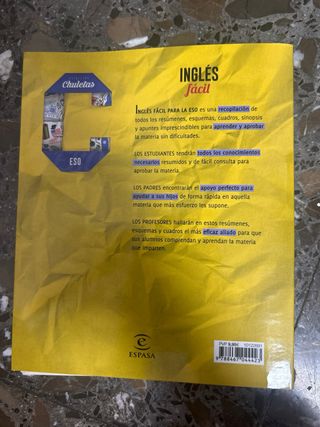 Chuletas
ESO
INGLÉS
fácil
INGLÉS FÁCIL PARA LA ESO es una recopilación de
todos los resúmenes, esquemas, cuadros, sinopsis
y apuntes imprescindibles para aprender y aprobar
la materia sin dificultades.
LOS ESTUDIANTES tendrán todos los conocimientos
necesarios resumidos y de fácil consulta para
aprobar la materia.
LOS PADRES encontrarán el apoyo perfecto para
ayudar a sus hijos de forma rápida en aquella
materia que más esfuerzo les supone.
LOS PROFESORES hallarán en estos resúmenes,
esquemas y cuadros el más eficaz aliado para que
sus alumnos comprendan y aprendan la materia
que imparten.
ESPASA
9 788467 044423